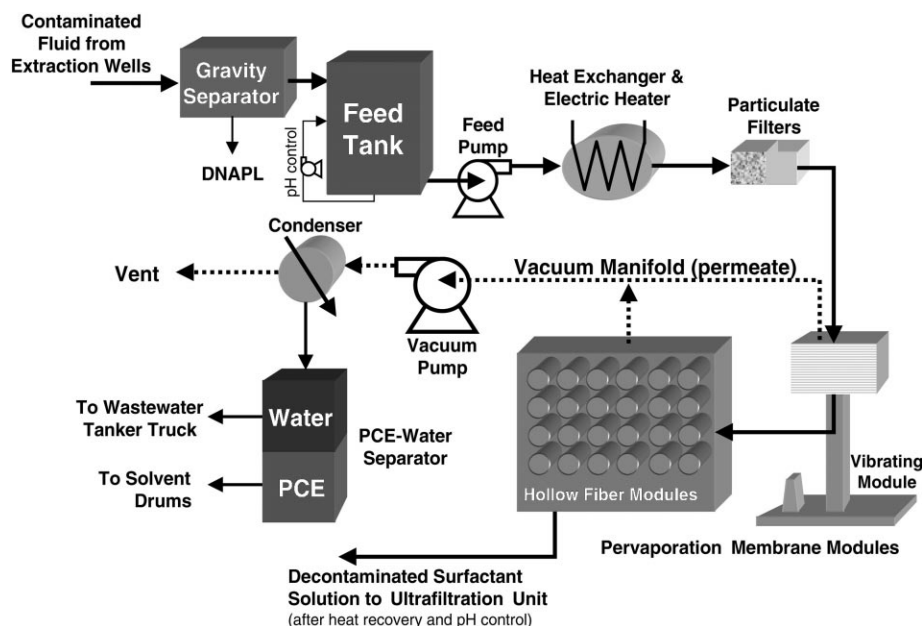 Contaminated
Fluid from
Extraction Wells
Gravity
Separator
DNAPL
pH control
Feed
Tank
Feed
Pump
Heat Exchanger &
Electric Heater
Particulate
Filters
Condenser
Vent
Vacuum Manifold (permeate)
Vacuum
Pump
To Wastewater
Tanker Truck
Water
PCE-Water
Separator
To Solvent
Drums
PCE
Hollow Fiber Modules
Vibrating
Module
Pervaporation Membrane Modules
Decontaminated Surfactant
Solution to Ultrafiltration Unit
(after heat recovery and pH control)